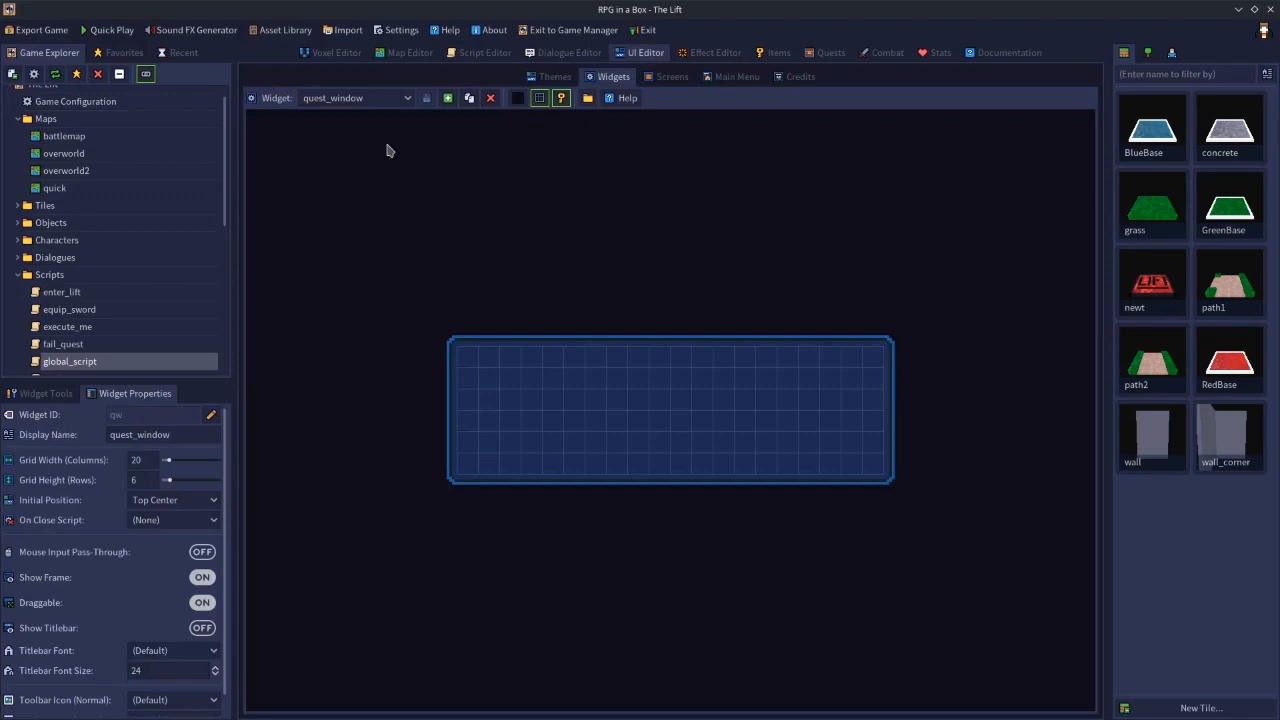 RPG in a Box - The Lift
Export Game
Quick Play
Sound FX Generator
Asset Library
Import
Settings
Help
About
Exit to Game Manager
Exit
Game Explorer
Favorites
Recent
Voxel Editor
Map Editor
Script Editor
Dialogue Editor
UI Editor
Effect Editor
Items
Quests
Combat
Stats
Documentation
Themes
Widgets
Screens
Main Menu
Credits
(Enter name to filter by)
Widget:
quest_window
Help
The Lift
Game Configuration
Maps
battlemap
overworld
overworld2
quick
Tiles
Objects
Characters
Dialogues
Scripts
enter_lift
equip_sword
execute_me
fail_quest
global_script
Widget Tools
Widget Properties
Widget ID:
qw
Display Name:
quest_window
Grid Width (Columns):
20
Grid Height (Rows):
6
Initial Position:
Top Center
On Close Script:
(None)
Mouse Input Pass-Through:
OFF
Show Frame:
ON
Draggable:
ON
Show Titlebar:
OFF
Titlebar Font:
(Default)
Titlebar Font Size:
24
Toolbar Icon (Normal):
(Default)
BlueBase
concrete
grass
GreenBase
LIFT
newt
path1
path2
RedBase
wall
wall_corner
New Tile...